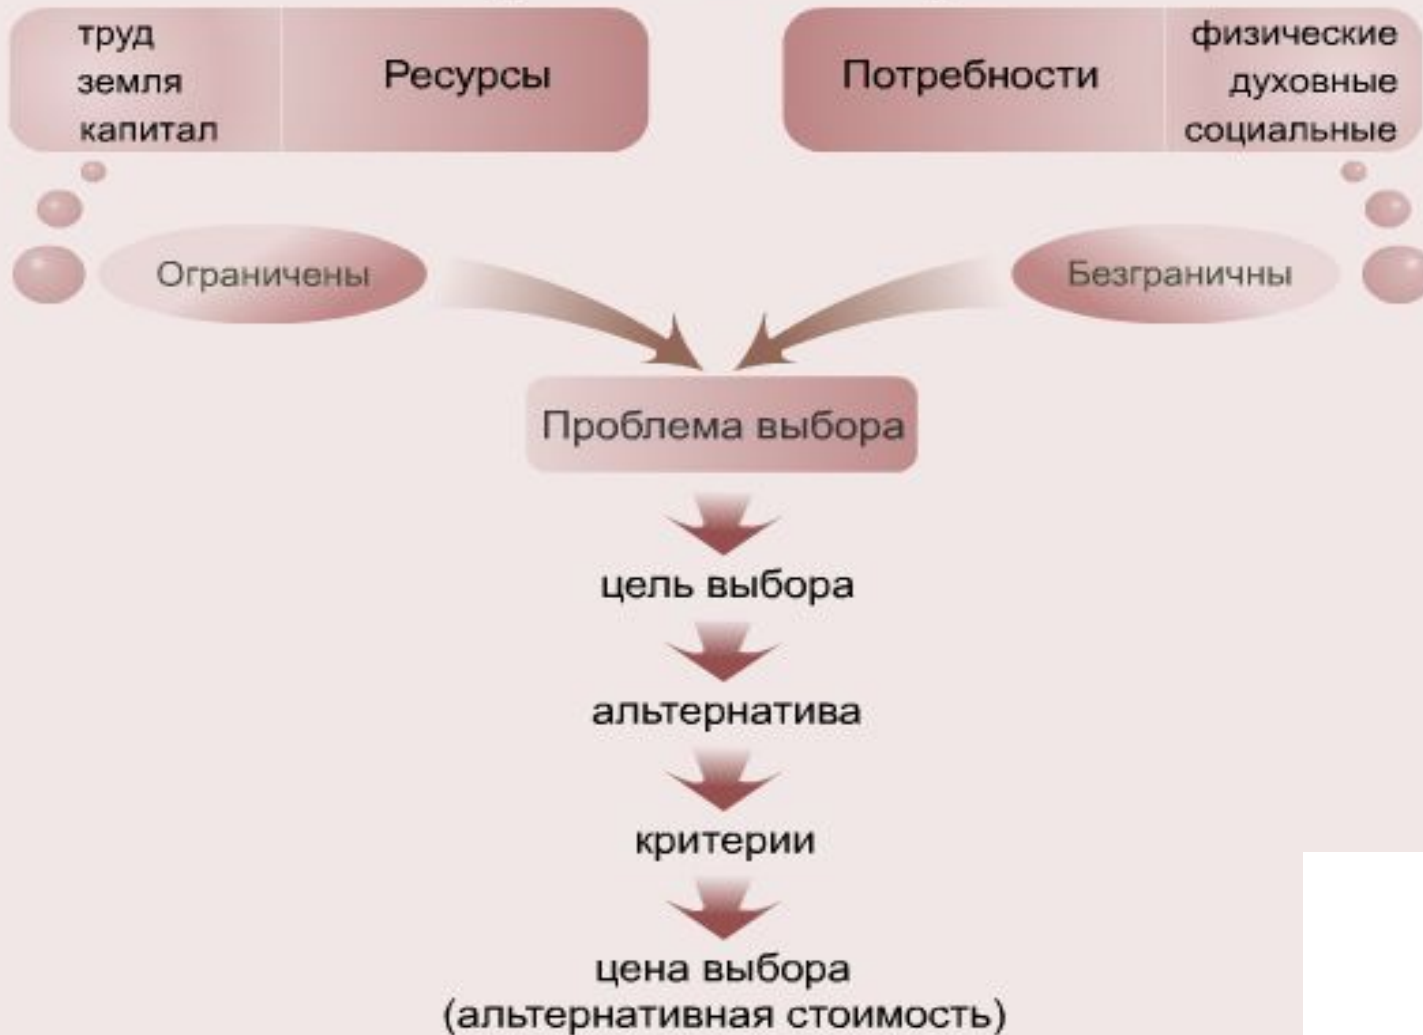 труд
земля
капитал
Ресурсы
Потребности
физические
духовные
социальные
Ограничены
Безграничны
Проблема выбора
цель выбора
альтернатива
критерии
цена выбора
(альтернативная стоимость)